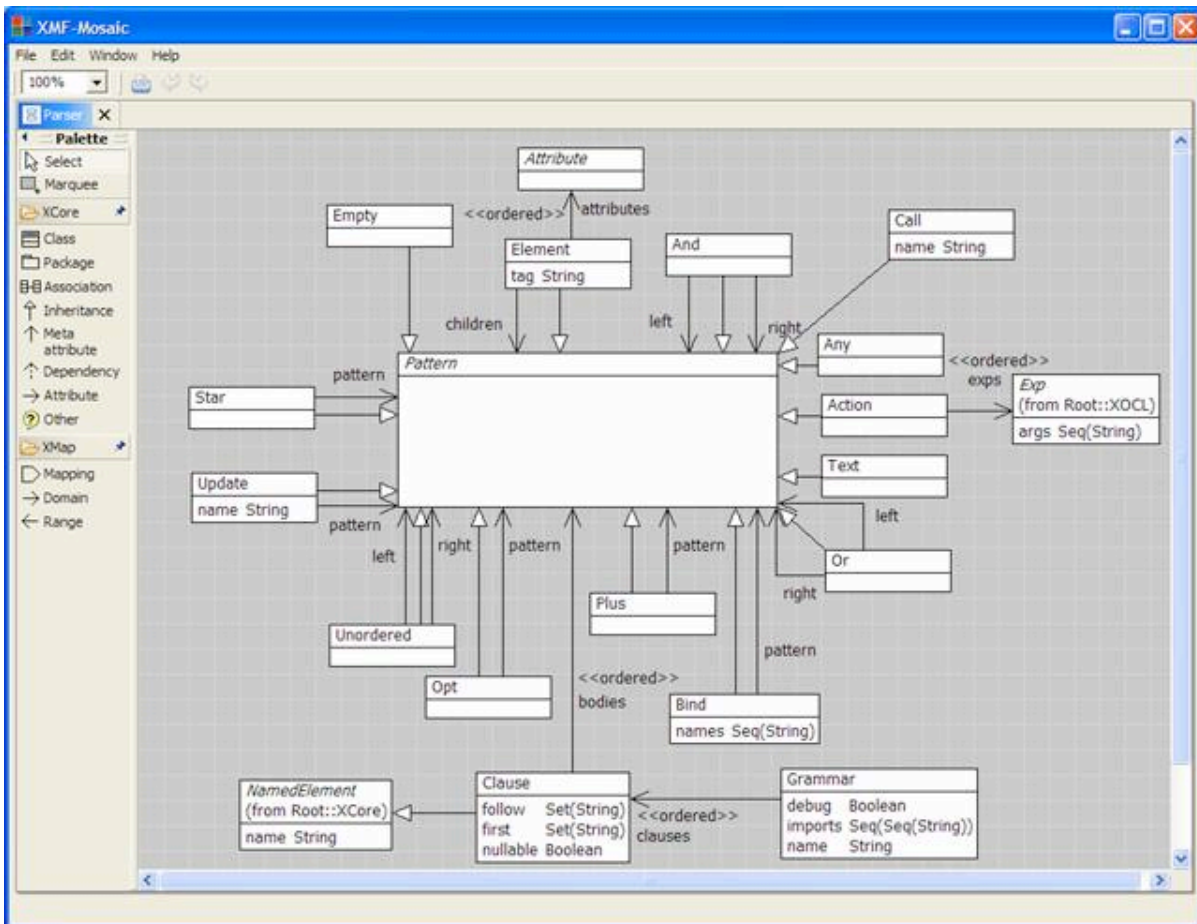 XMF-Mosaic
File Edit Window Help
100%
Parser
Palette
Select
Marquee
XCore
Class
Package
Association
Inheritance
Meta
attribute
Dependency
Attribute
Other
XMap
Mapping
Domain
Range
Attribute
<<ordered>> attributes
Empty
Element
tag String
And
Call
name String
children
left
right
Pattern
Any
<<ordered>>
exps
Exp
(from Root::XOCL)
args Seq(String)
pattern
Star
Action
Text
Update
name String
pattern
left
right
pattern
pattern
left
Or
right
Plus
Unordered
pattern
Opt
<<ordered>>
bodies
Bind
names Seq(String)
NamedElement
(from Root::XCore)
name String
Clause
follow Set(String)
first Set(String)
nullable Boolean
<<ordered>>
clauses
Grammar
debug Boolean
imports Seq(Seq(String))
name String